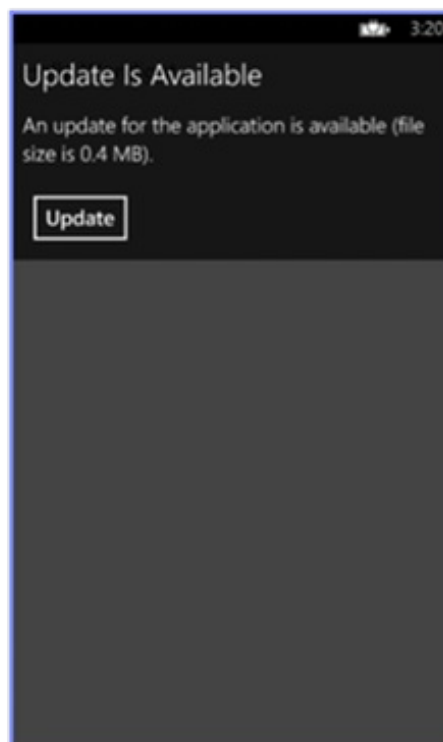 3:20
Update Is Available
An update for the application is available (file
size is 0.4 MB).
Update